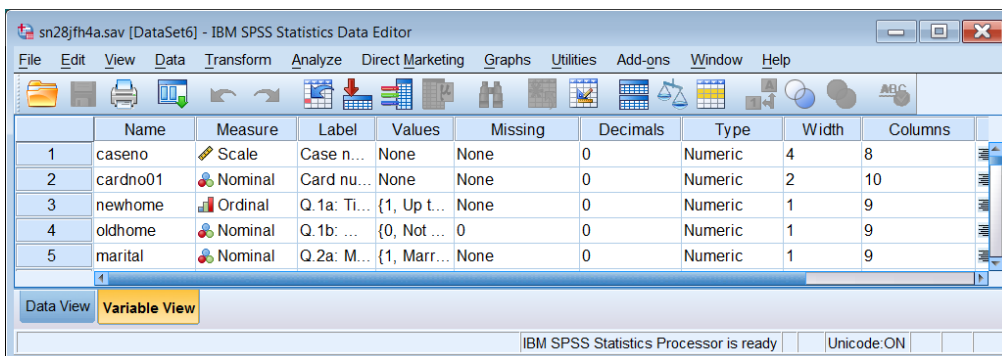 sn28jfh4a.sav [DataSet6] - IBM SPSS Statistics Data Editor
File Edit View Data Transform Analyze Direct Marketing Graphs Utilities Add-ons Window Help
Name Measure Label Values Missing Decimals Type Width Columns
1 caseno Scale Case n... None None 0 Numeric 4 8
2 cardno01 Nominal Card nu... None None 0 Numeric 2 10
3 newhome Ordinal Q.1a: Ti... {1, Up t... None 0 Numeric 1 9
4 oldhome Nominal Q.1b: ... {0, Not ... 0 0 Numeric 1 9
5 marital Nominal Q.2a: M... {1, Marr... None 0 Numeric 1 9
Data View Variable View
IBM SPSS Statistics Processor is ready Unicode:ON